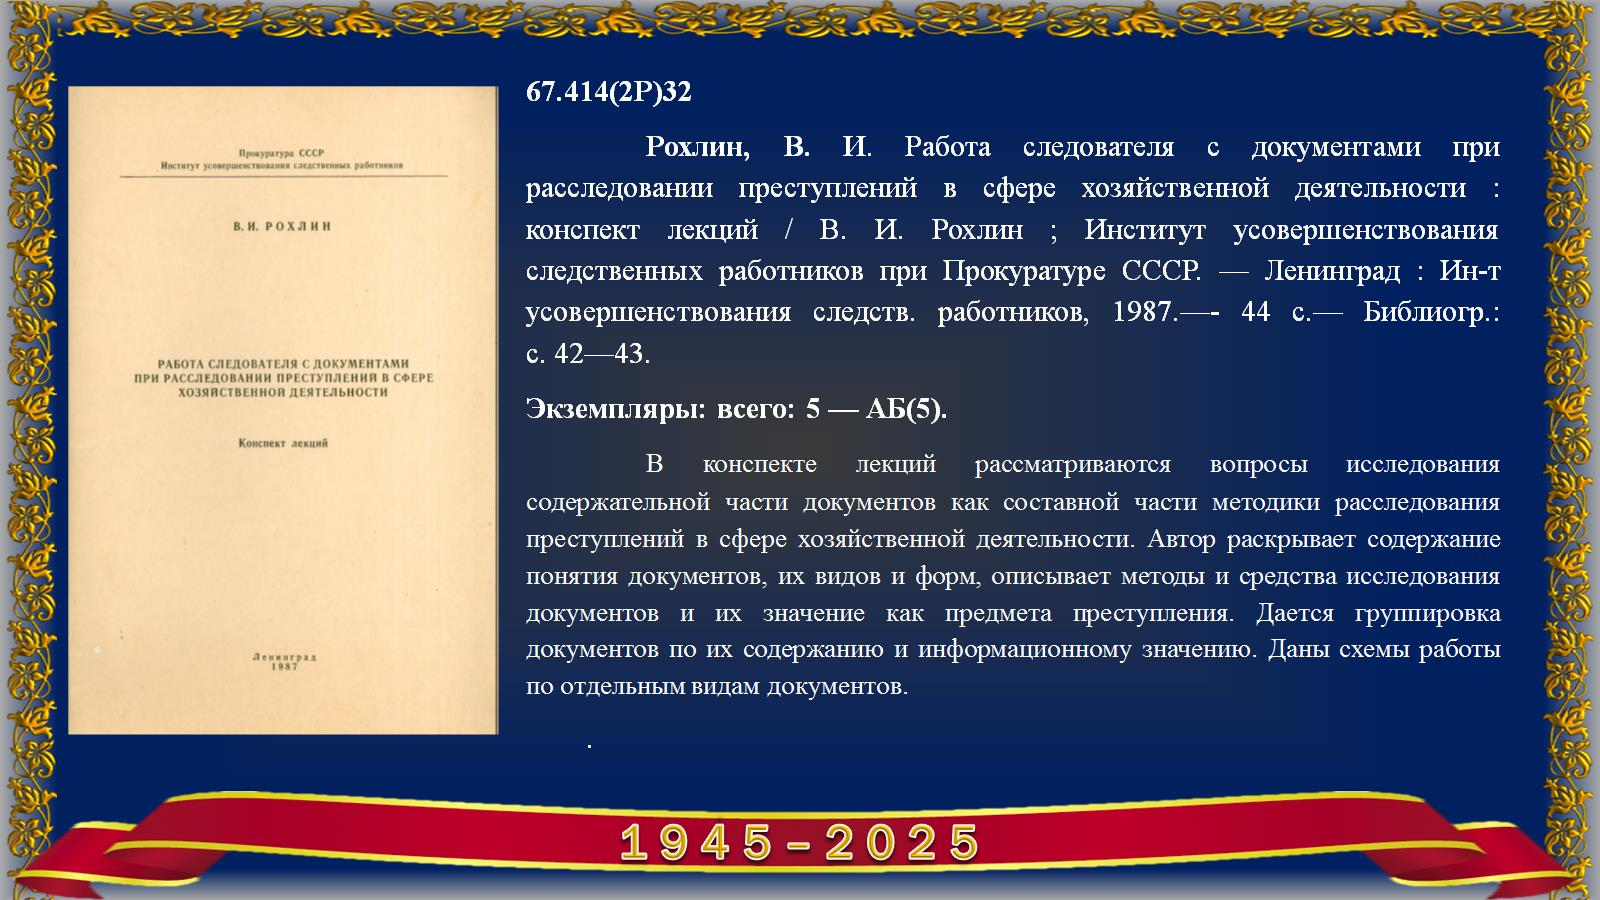 Прокуратура СССР
Институт усовершенствования следственных работников
В. И. РОХЛИН
РАБОТА СЛЕДОВАТЕЛЯ С ДОКУМЕНТАМИ
ПРИ РАССЛЕДОВАНИИ ПРЕСТУПЛЕНИЙ В СФЕРЕ
ХОЗЯЙСТВЕННОЙ ДЕЯТЕЛЬНОСТИ
Конспект лекций
Ленинград
1987
67.414(2Р)32
Рохлин, В. И. Работа следователя с документами при
расследовании преступлений в сфере хозяйственной деятельности :
конспект лекций / В. И. Рохлин ; Институт усовершенствования
следственных работников при Прокуратуре СССР. — Ленинград : Ин-т
усовершенствования следств. работников, 1987.—- 44 с.— Библиогр.:
с. 42—43.
Экземпляры: всего: 5 — АБ(5).
В конспекте лекций рассматриваются вопросы исследования
содержательной части документов как составной части методики расследования
преступлений в сфере хозяйственной деятельности. Автор раскрывает содержание
понятия документов, их видов и форм, описывает методы и средства исследования
документов и их значение как предмета преступления. Дается группировка
документов по их содержанию и информационному значению. Даны схемы работы
по отдельным видам документов.
.
1945–2025